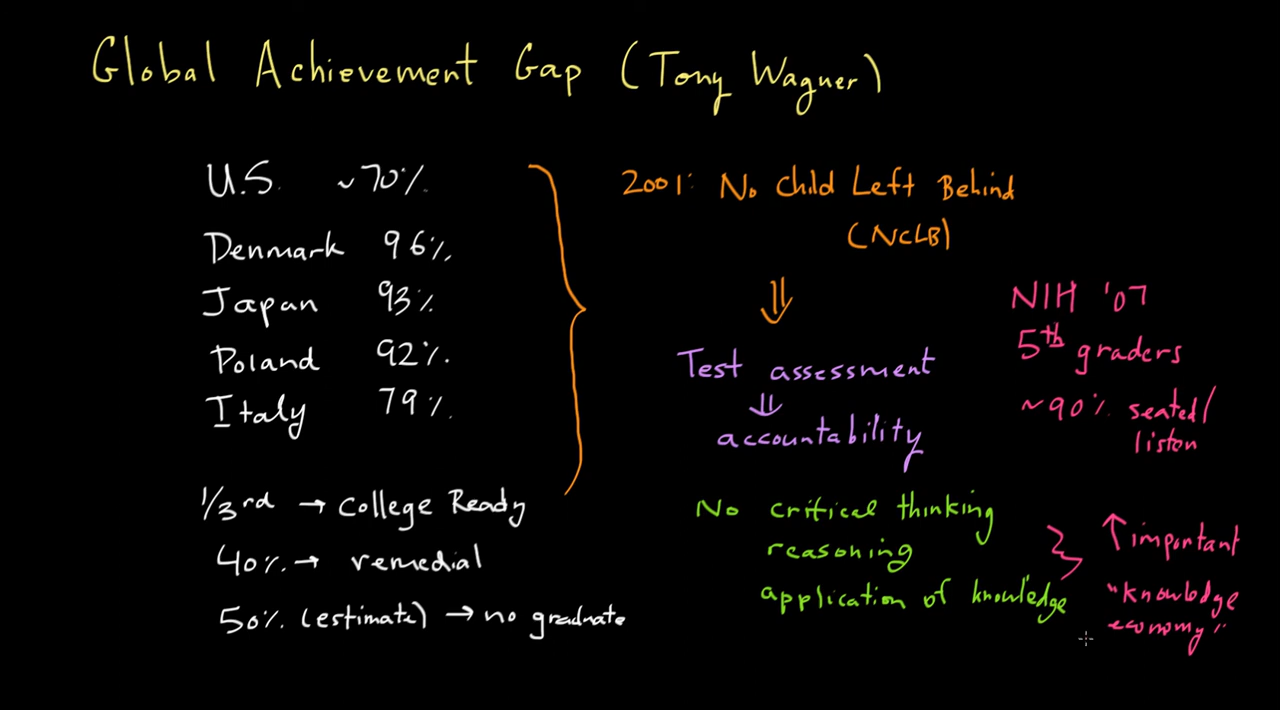 Global Achievement Gap (Tony Wagner)
U.S. ~70%
Denmark 96%
Japan 93%
Poland 92%
Italy 79%
1/3rd → College Ready
40% → remedial
50% (estimate) → no graduate
2001: No Child Left Behind
(NCLB)
⇓
Test assessment
⇓
accountability
No critical thinking
reasoning
application of knowledge
NIH '07
5th graders
~90% seated/
listen
↑ important
"knowledge
economy"